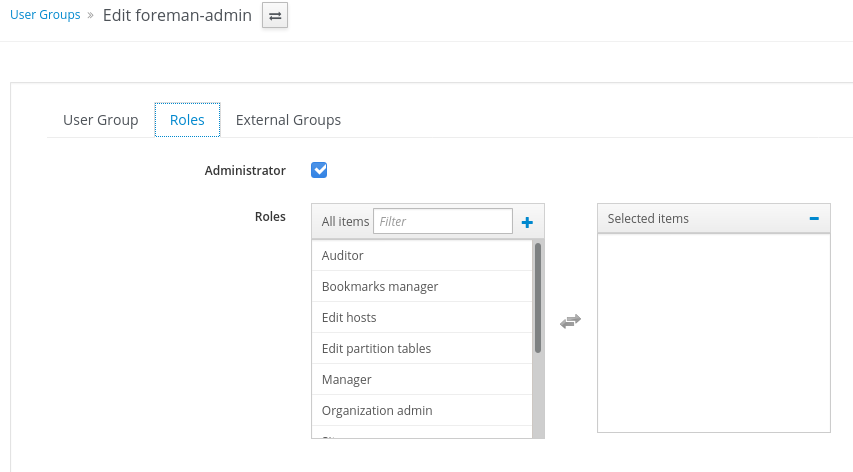 User Groups » Edit foreman-admin
User Group Roles External Groups
Administrator
Roles
All items Filter
Selected items
Auditor
Bookmarks manager
Edit hosts
Edit partition tables
Manager
Organization admin